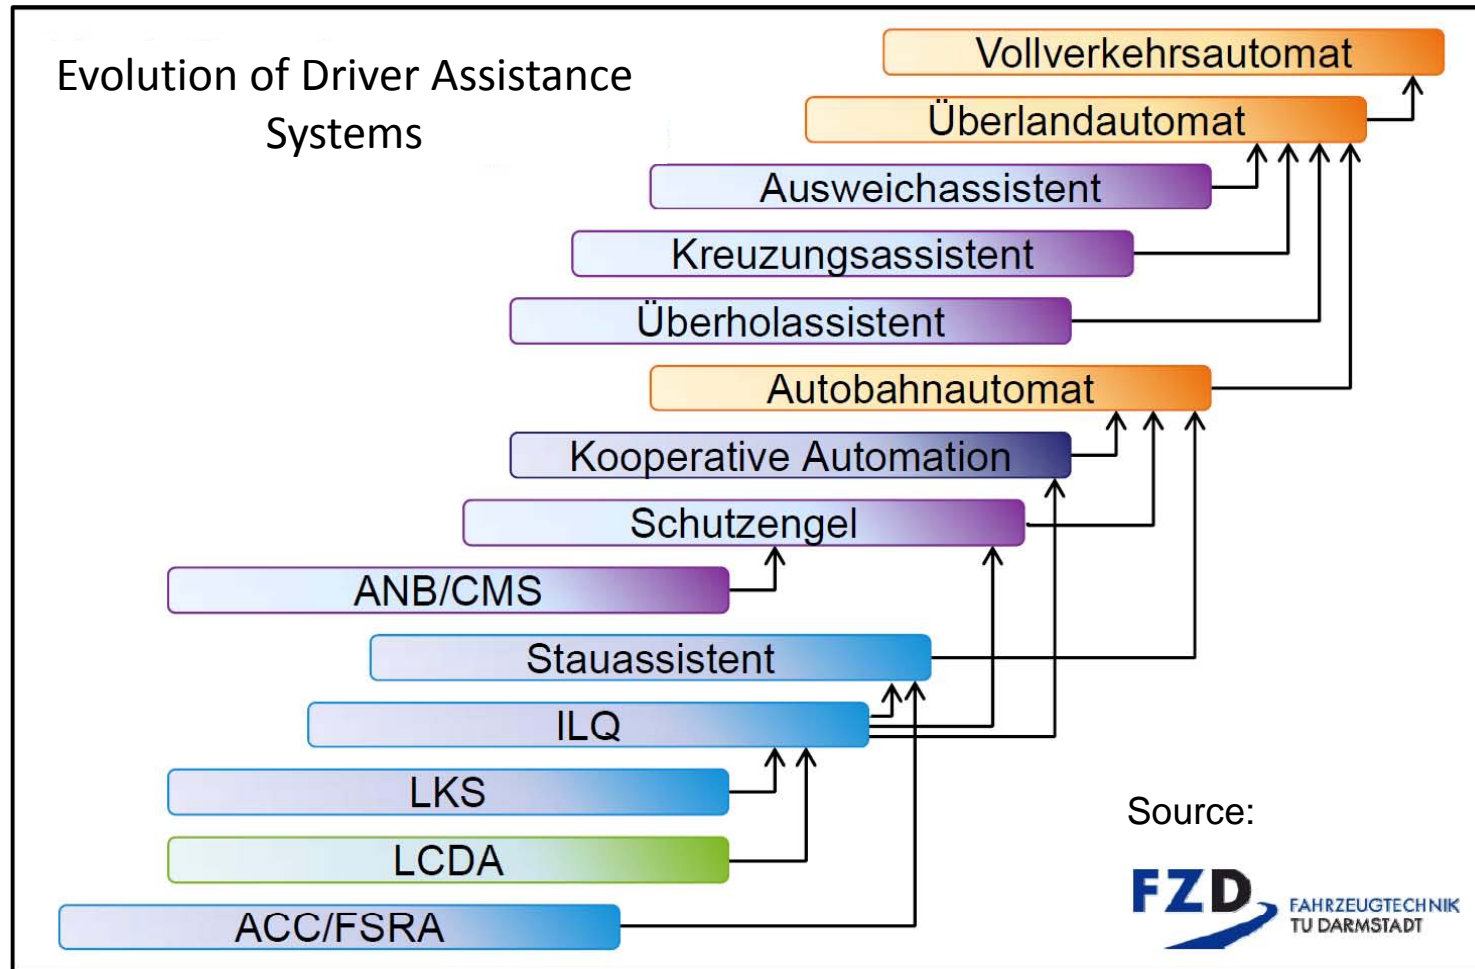 Evolution of Driver Assistance
Systems
Vollverkehrsautomat
Überlandautomat
Ausweichassistent
Kreuzungsassistent
Überholassistent
Autobahnautomat
Kooperative Automation
Schutzengel
ANB/CMS
Stauassistent
ILQ
LKS
LCDA
ACC/FSRA
Source:
FZD
FAHRZEUGTECHNIK
TU DARMSTADT